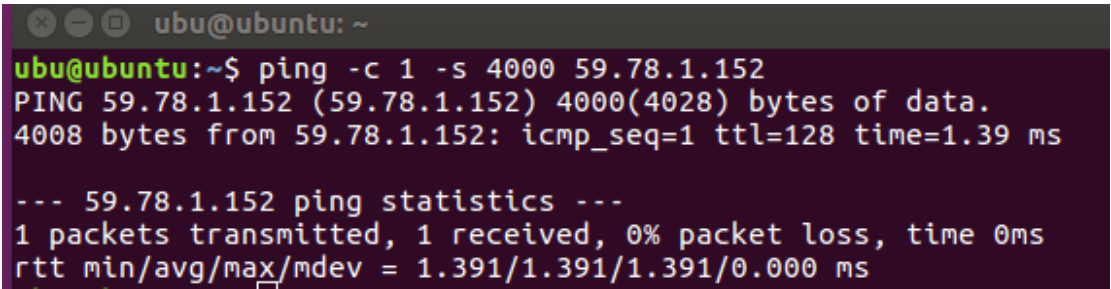 ubu@ubuntu: ~
ubu@ubuntu:~$ ping -c 1 -s 4000 59.78.1.152
PING 59.78.1.152 (59.78.1.152) 4000(4028) bytes of data.
4008 bytes from 59.78.1.152: icmp_seq=1 ttl=128 time=1.39 ms
--- 59.78.1.152 ping statistics ---
1 packets transmitted, 1 received, 0% packet loss, time 0ms
rtt min/avg/max/mdev = 1.391/1.391/1.391/0.000 ms